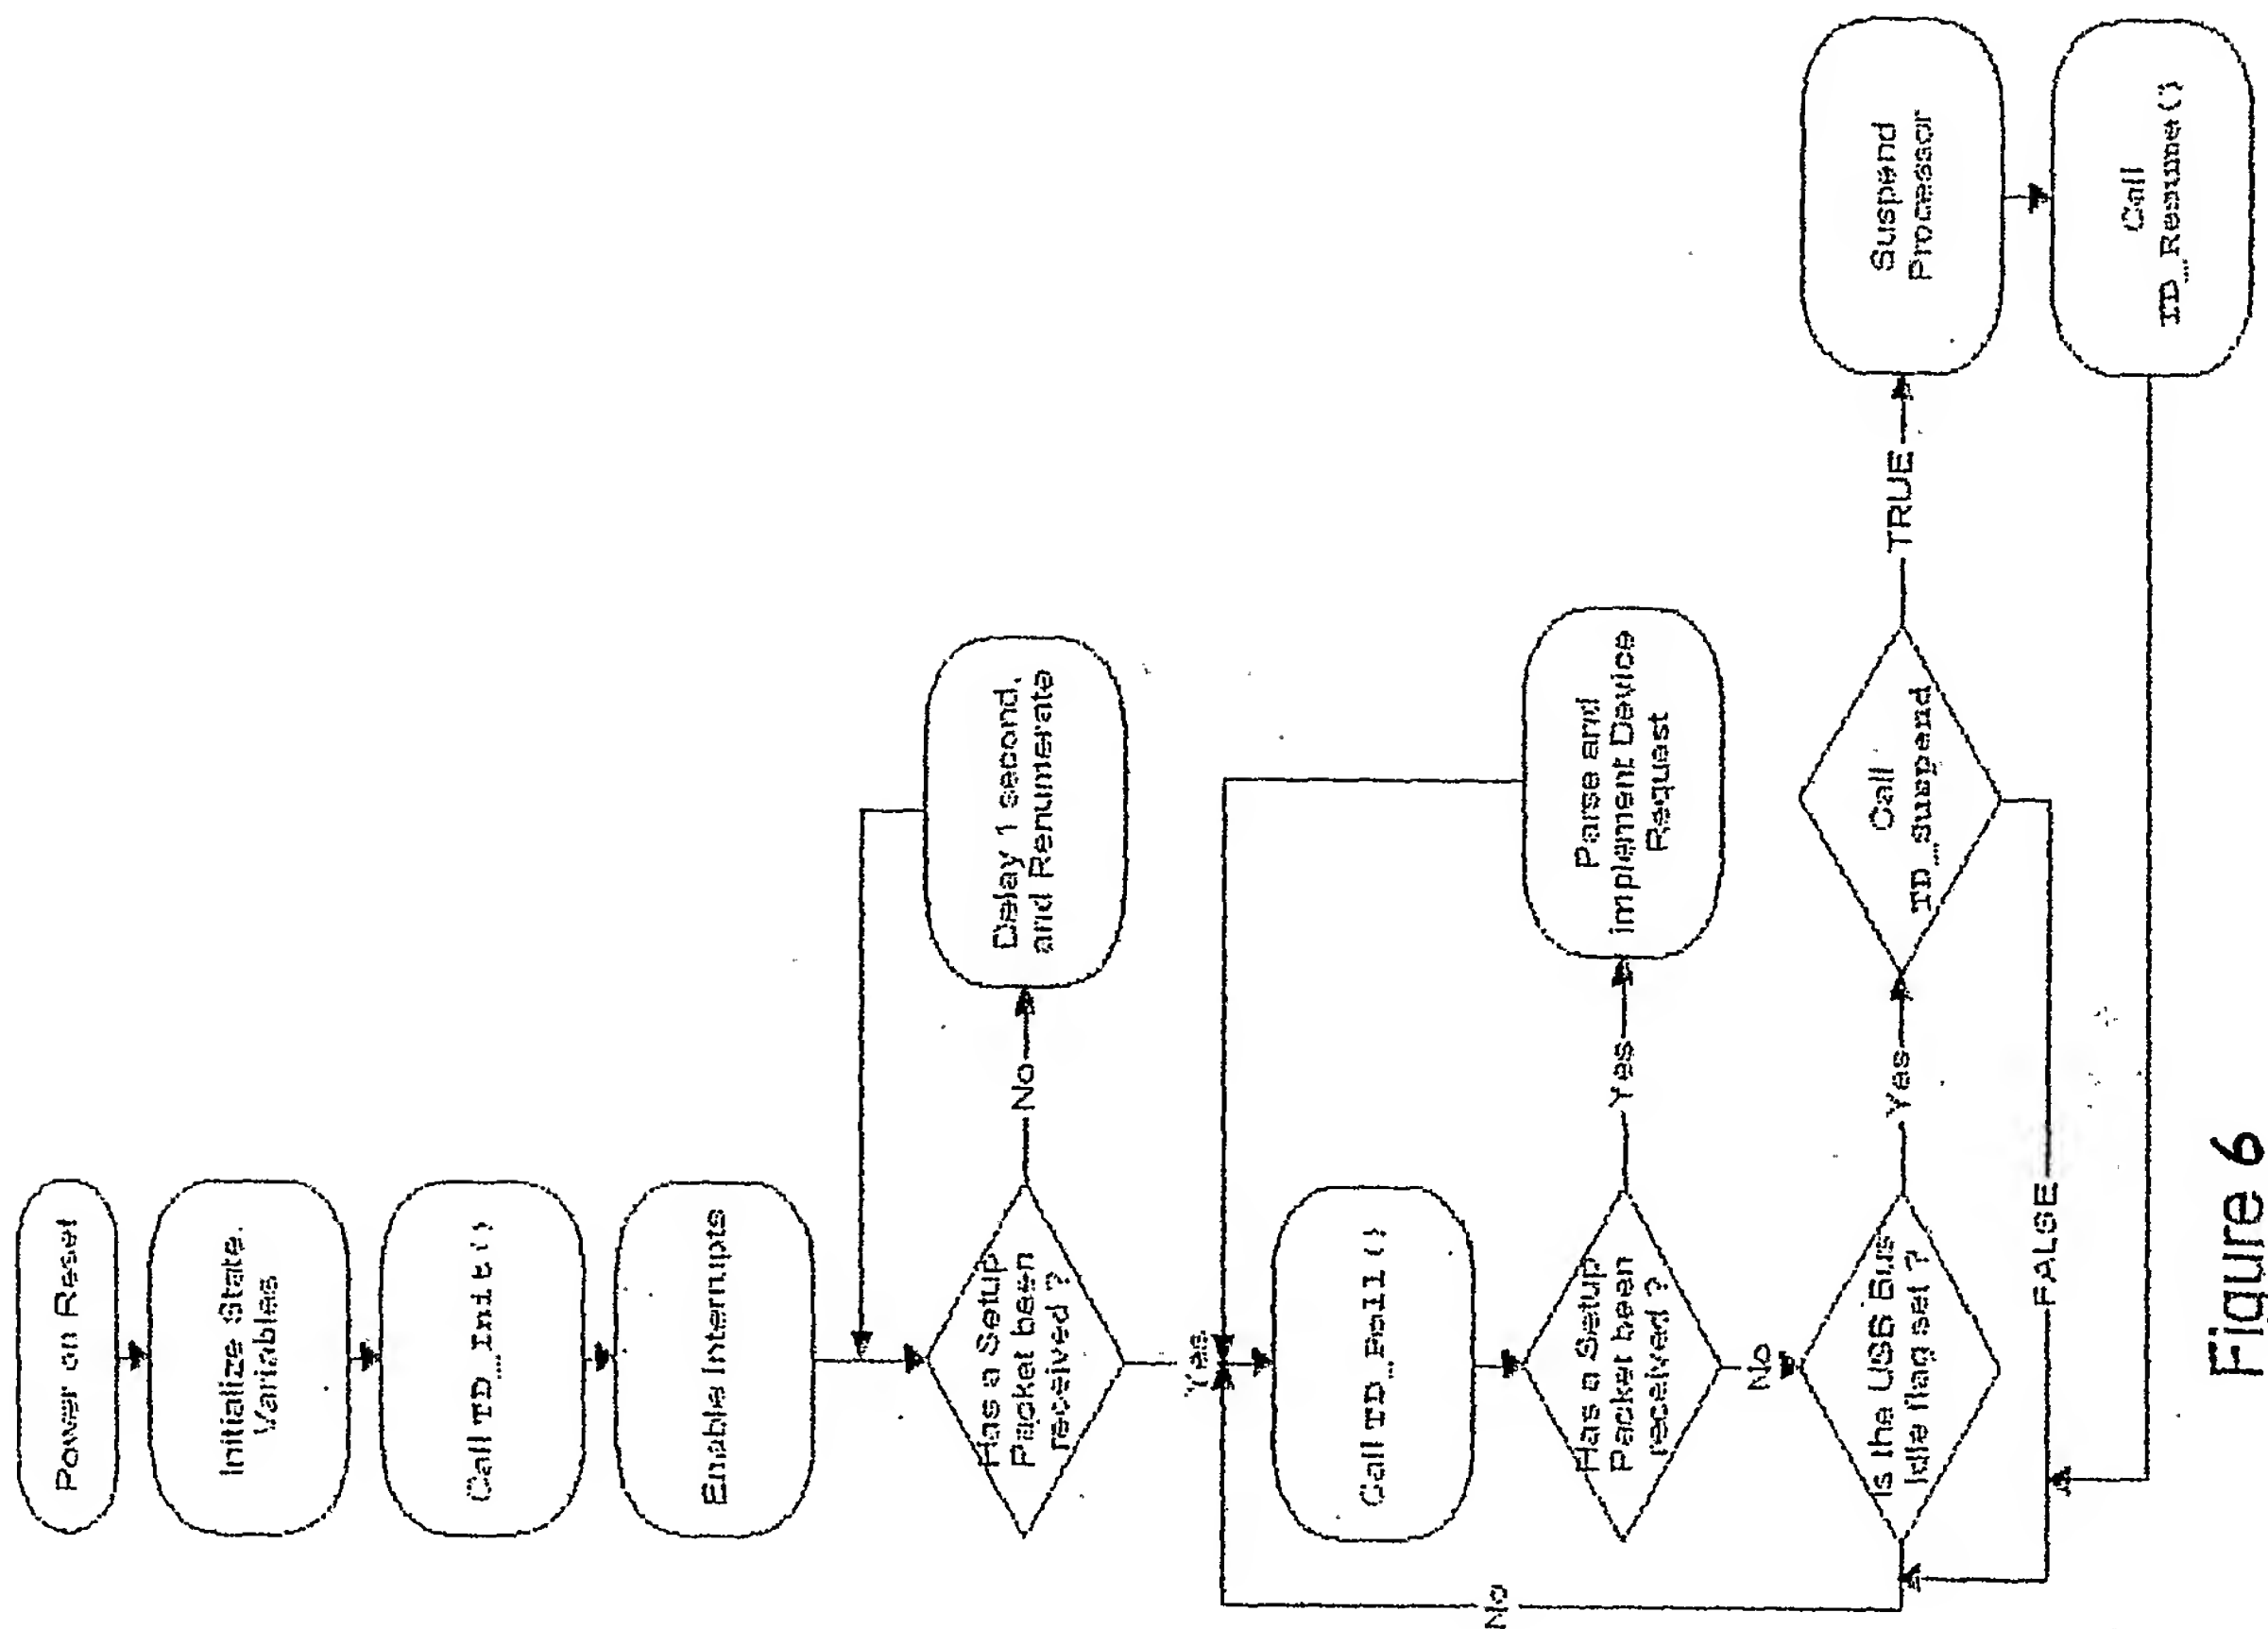 Power on Reset
Initialize State
Variables
Call TD_Init()
Enable Interrupts
Has a Setup
Packet been
received ?
No
Delay 1 second,
and Renumerate
Yes
Call TD_Poll()
Has a Setup
Packet been
received ?
Yes
Parse and
implement Device
Request
No
Is the USB Bus
Idle flag set ?
Yes
Call
TD_Suspend
TRUE
Suspend
Processor
Call
TD_Resume()
FALSE
No
Figure 6